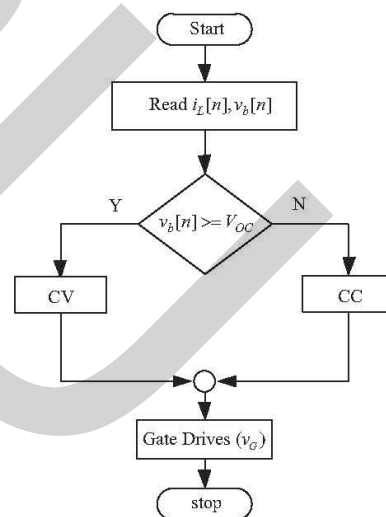 Start
Read i_L[n], v_b[n]
v_b[n] >= V_OC
Y
N
CV
CC
Gate Drives (v_G)
stop